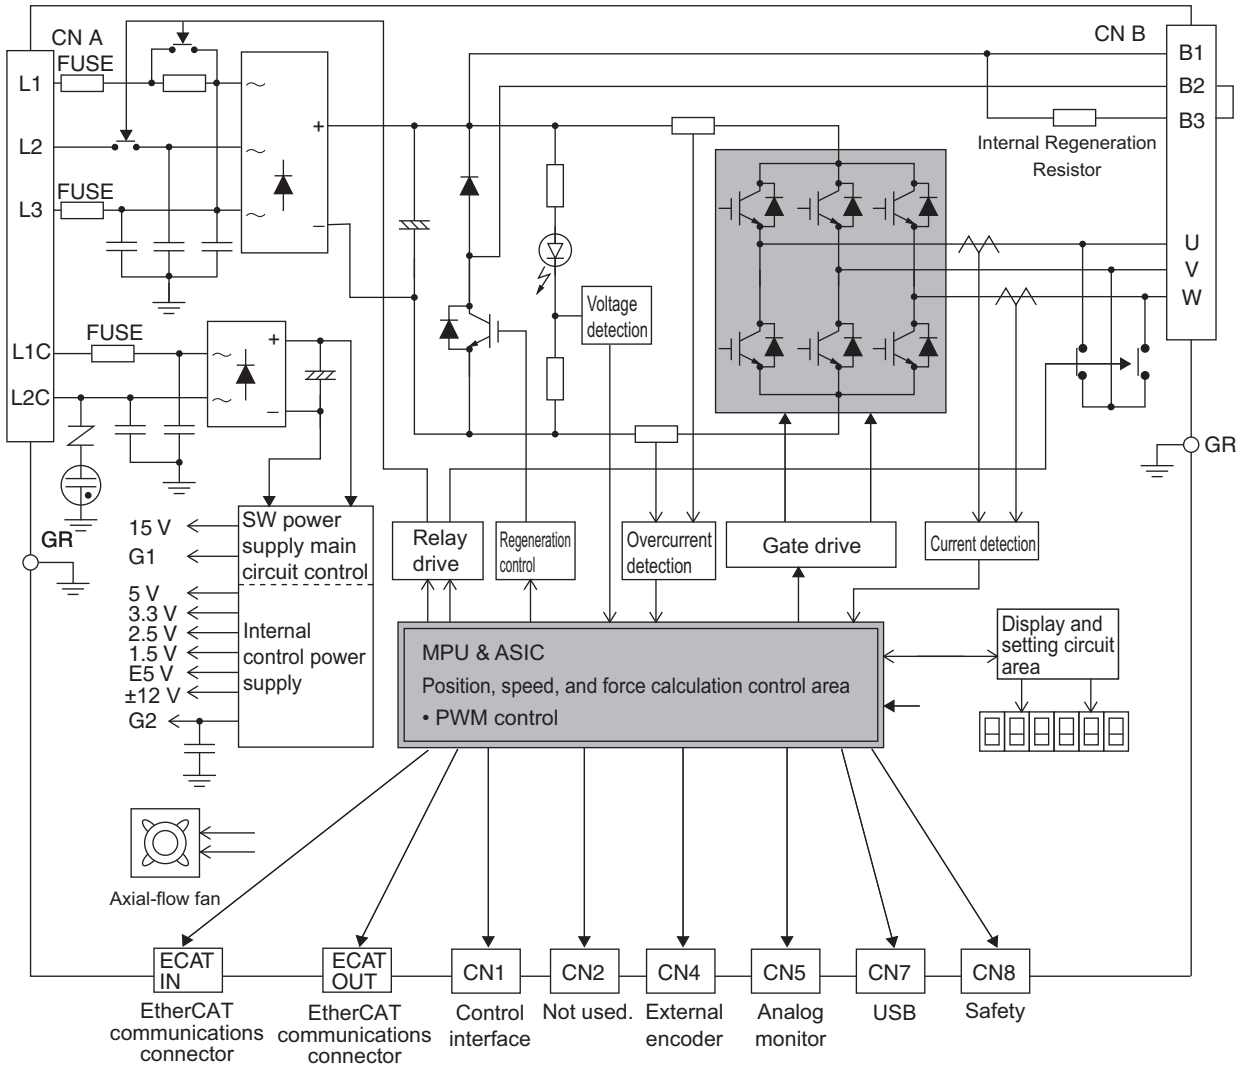 CN A
CN B
FUSE
B1
L1
B2
B3
L2
Internal Regeneration
Resistor
FUSE
L3
+
−
U
V
W
Voltage
detection
FUSE
L1C
+
L2C
−
GR
GR
SW power
supply main
circuit control
15 V
G1
5 V
3.3 V
2.5 V
1.5 V
E5 V
±12 V
G2
Internal
control power
supply
Relay
drive
Regeneration
control
Overcurrent
detection
Gate drive
Current detection
MPU & ASIC
Position, speed, and force calculation control area
• PWM control
Display and
setting circuit
area
Axial-flow fan
ECAT
IN
ECAT
OUT
CN1
CN2
CN4
CN5
CN7
CN8
EtherCAT
communications
connector
EtherCAT
communications
connector
Control
interface
Not used.
External
encoder
Analog
monitor
USB
Safety